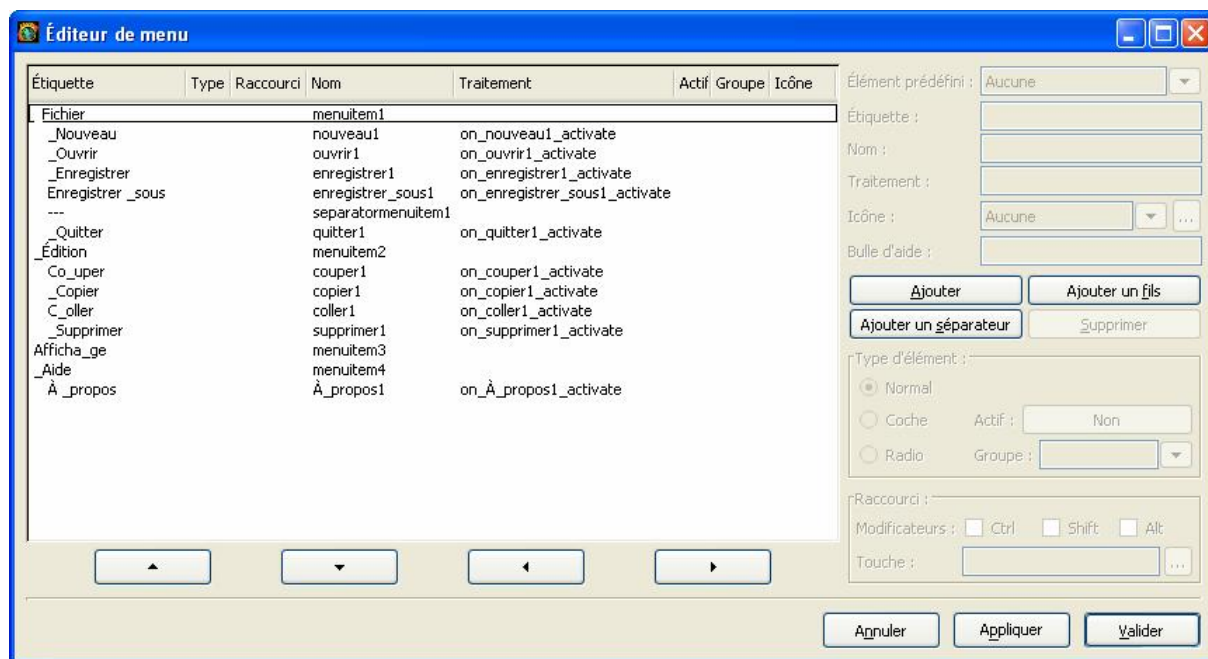 Éditeur de menu
Étiquette Type Raccourci Nom Traitement Actif Groupe Icône
_Fichier menuitem1
_Nouveau nouveau1 on_nouveau1_activate
_Ouvrir ouvrir1 on_ouvrir1_activate
_Enregistrer enregistrer1 on_enregistrer1_activate
Enregistrer _sous enregistrer_sous1 on_enregistrer_sous1_activate
--- separatormenuitem1
_Quitter quitter1 on_quitter1_activate
_Édition menuitem2
Co_uper couper1 on_couper1_activate
_Copier copier1 on_copier1_activate
C_oller coller1 on_coller1_activate
_Supprimer supprimer1 on_supprimer1_activate
Afficha_ge menuitem3
_Aide menuitem4
À _propos À_propos1 on_À_propos1_activate
Élément prédéfini : Aucune
Étiquette :
Nom :
Traitement :
Icône : Aucune ...
Bulle d'aide :
Ajouter Ajouter un fils
Ajouter un séparateur Supprimer
Type d'élément :
Normal
Coche Actif : Non
Radio Groupe :
Raccourci :
Modificateurs : Ctrl Shift Alt
Touche : ...
Annuler Appliquer Valider